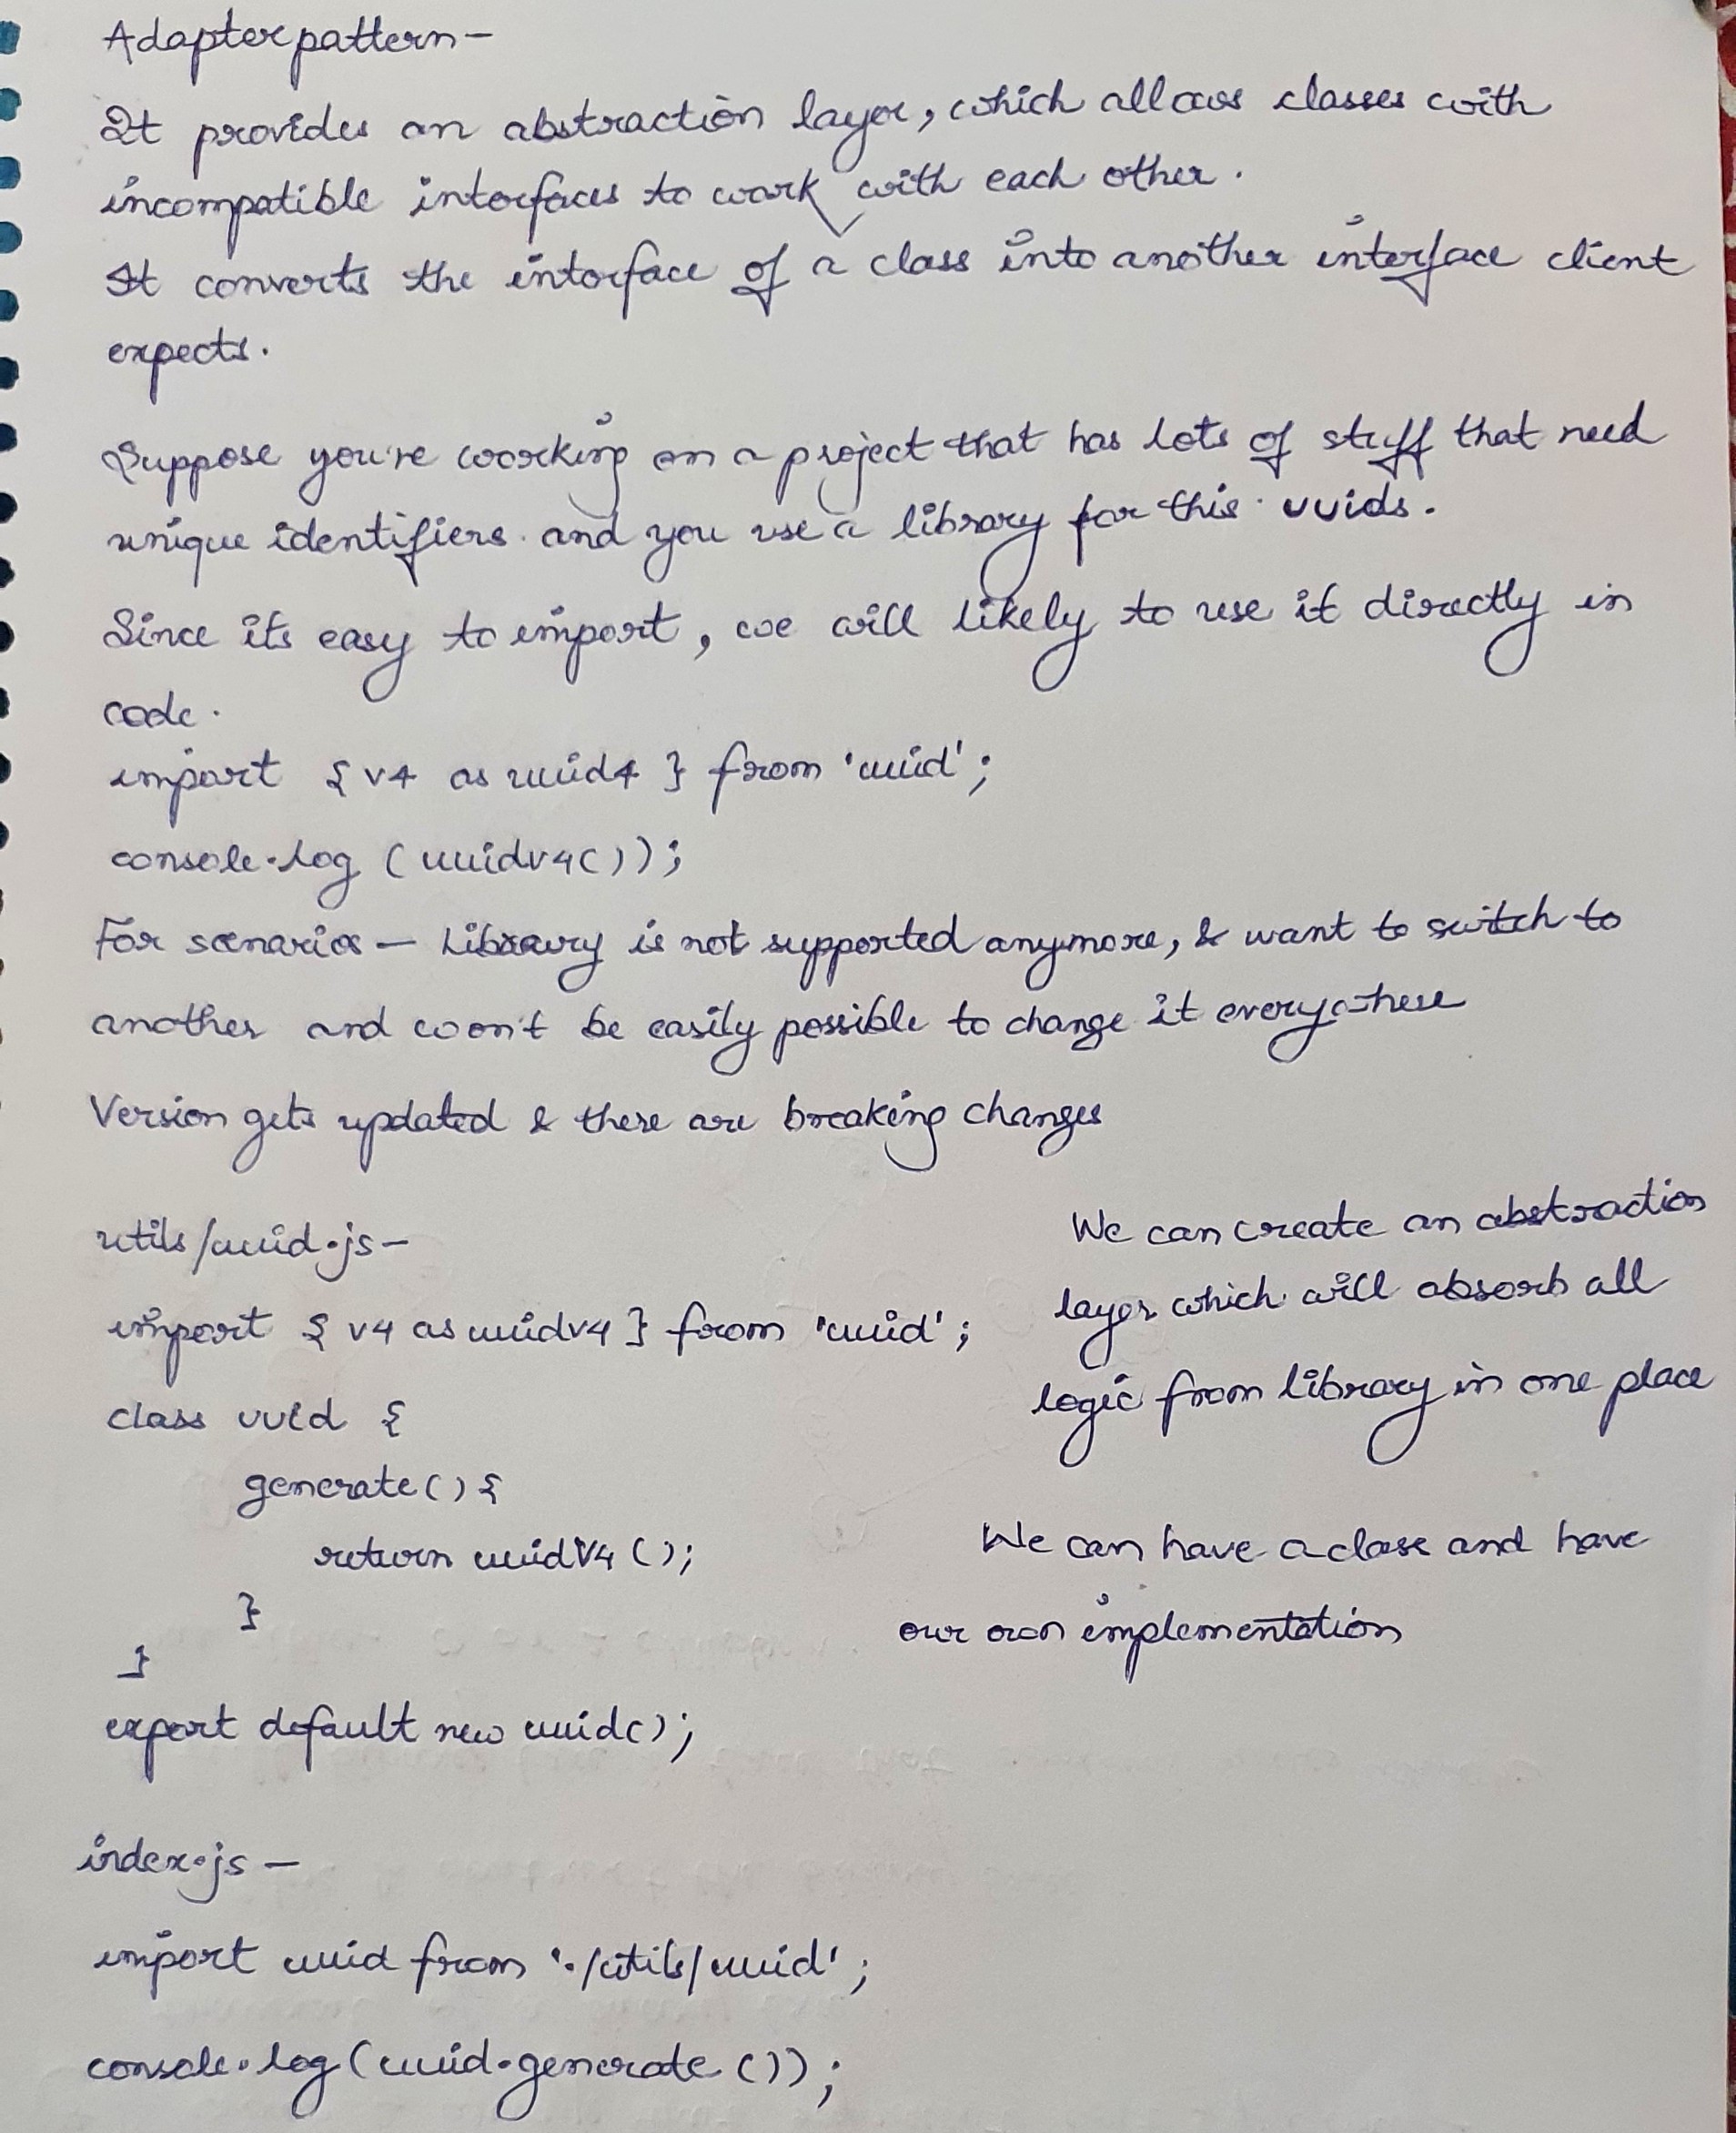 Adapter pattern-
It provides an abstraction layer, which allows classes with
incompatible interfaces to work with each other.
It converts the interface of a class into another interface client
expects.
Suppose you're working on a project that has lots of stuff that need
unique identifiers. and you use a library for this uuids.
Since its easy to import, we will likely to use it directly in
code.
import { v4 as uuid4 } from 'uuid';
console.log (uuidv4());
For scenarios - Library is not supported anymore, & want to switch to
another and won't be easily possible to change it everywhere
Version gets updated & there are breaking changes
utils/uuid.js-
import { v4 as uuidv4 } from 'uuid';
class uuid {
generate() {
return uuidV4 ();
}
}
export default new uuid();
We can create an abstraction
layer which will absorb all
logic from library in one place
We can have a class and have
our own implementation
index.js -
import uuid from './utils/uuid';
console.log(uuid.generate ());